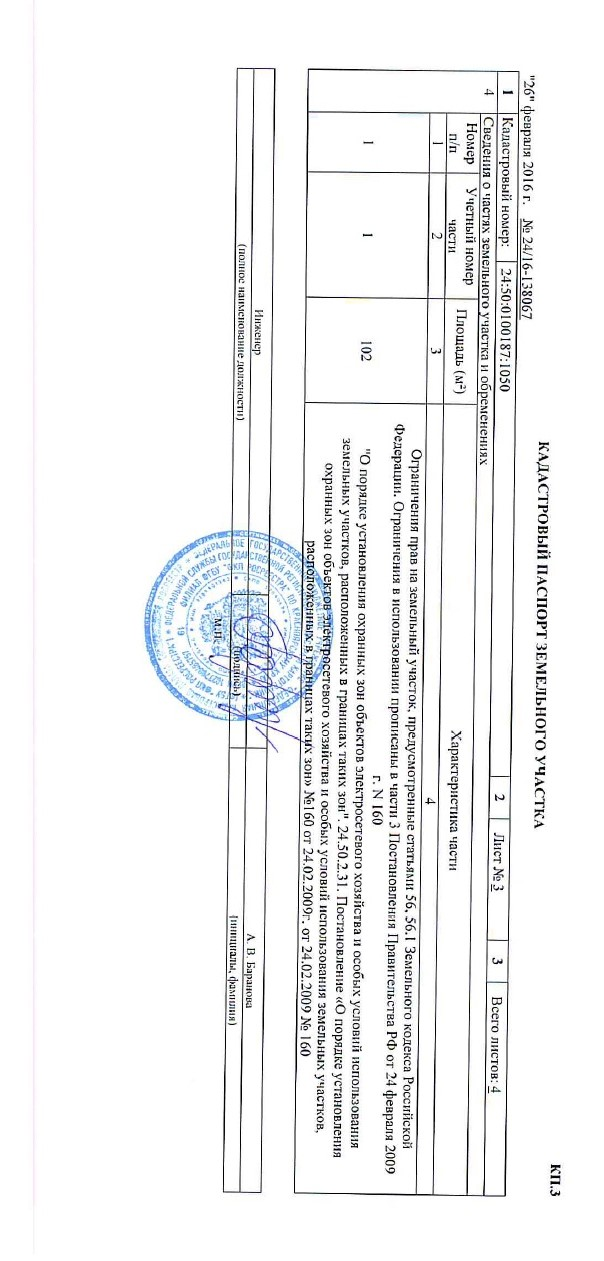 КП.3
КАДАСТРОВЫЙ ПАСПОРТ ЗЕМЕЛЬНОГО УЧАСТКА
"26" февраля 2016 г. № 24/16-138067
1 Кадастровый номер: 24:50:0100187:1050 2 Лист № 3 3 Всего листов: 4
4 Сведения о частях земельного участка и обременениях
Номер п/п Учетный номер части Площадь (м²) Характеристика части
1 2 3 4
1 1 102
Ограничения прав на земельный участок, предусмотренные статьями 56, 56.1 Земельного кодекса Российской
Федерации. Ограничения в использовании прописаны в части 3 Постановления Правительства РФ от 24 февраля 2009
г. N 160
"О порядке установления охранных зон объектов электросетевого хозяйства и особых условий использования
земельных участков, расположенных в границах таких зон". 24.50.2.31. Постановление «О порядке установления
охранных зон объектов электросетевого хозяйства и особых условий использования земельных участков,
расположенных в границах таких зон» №160 от 24.02.2009г. от 24.02.2009 № 160
Инженер А. В. Баранова
(полное наименование должности) (подпись) (инициалы, фамилия)
М.П.